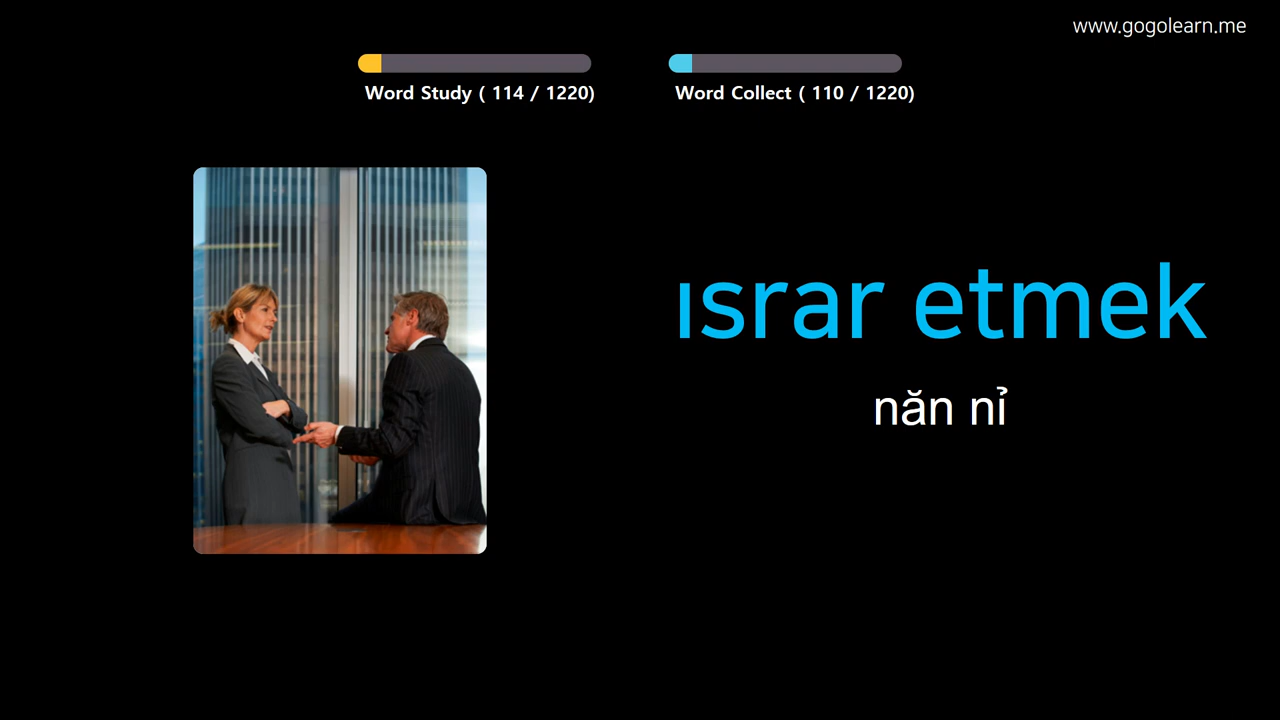 www.gogolearn.me
Word Study ( 114 / 1220)
Word Collect ( 110 / 1220)
ısrar etmek
năn nỉ